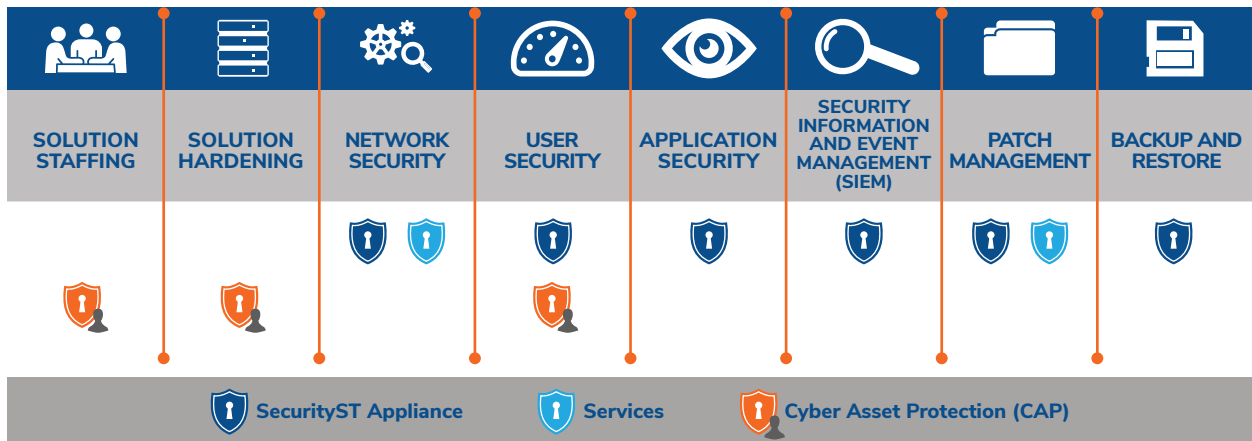 SOLUTION
STAFFING
SOLUTION
HARDENING
NETWORK
SECURITY
USER
SECURITY
APPLICATION
SECURITY
SECURITY
INFORMATION
AND EVENT
MANAGEMENT
(SIEM)
PATCH
MANAGEMENT
BACKUP AND
RESTORE
SecurityST Appliance
Services
Cyber Asset Protection (CAP)